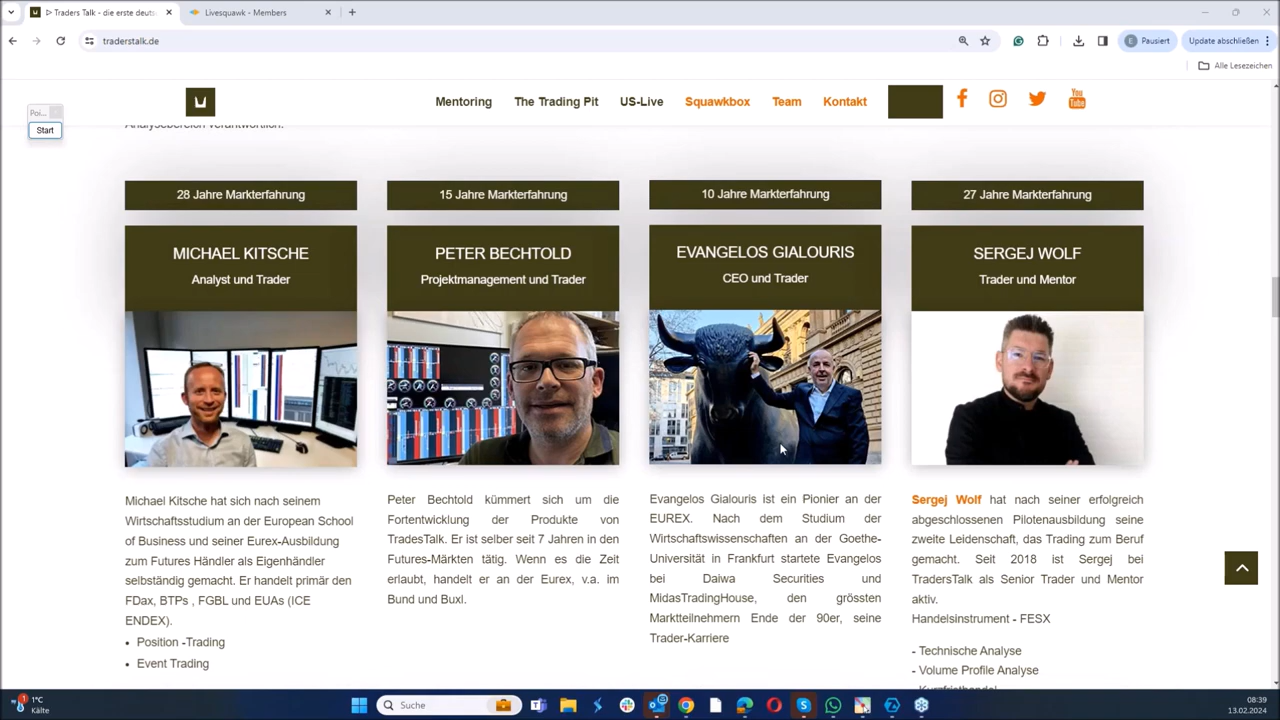 ▷ Traders Talk - die erste deuts
Livesquawk - Members
traderstalk.de
E
Pausiert
Update abschließen
Alle Lesezeichen
Poi...
Start
Mentoring
The Trading Pit
US-Live
Squawkbox
Team
Kontakt
You
Tube
Analysebereich verantwortlich.
28 Jahre Markterfahrung
MICHAEL KITSCHE
Analyst und Trader
Michael Kitsche hat sich nach seinem
Wirtschaftsstudium an der European School
of Business und seiner Eurex-Ausbildung
zum Futures Händler als Eigenhändler
selbständig gemacht. Er handelt primär den
FDax, BTPs , FGBL und EUAs (ICE
ENDEX).
• Position -Trading
• Event Trading
15 Jahre Markterfahrung
PETER BECHTOLD
Projektmanagement und Trader
Peter Bechtold kümmert sich um die
Fortentwicklung der Produkte von
TradesTalk. Er ist selber seit 7 Jahren in den
Futures-Märkten tätig. Wenn es die Zeit
erlaubt, handelt er an der Eurex, v.a. im
Bund und Buxl.
10 Jahre Markterfahrung
EVANGELOS GIALOURIS
CEO und Trader
Evangelos Gialouris ist ein Pionier an der
EUREX. Nach dem Studium der
Wirtschaftswissenschaften an der Goethe-
Universität in Frankfurt startete Evangelos
bei Daiwa Securities und
MidasTradingHouse, den grössten
Marktteilnehmern Ende der 90er, seine
Trader-Karriere
27 Jahre Markterfahrung
SERGEJ WOLF
Trader und Mentor
Sergej Wolf hat nach seiner erfolgreich
abgeschlossenen Pilotenausbildung seine
zweite Leidenschaft, das Trading zum Beruf
gemacht. Seit 2018 ist Sergej bei
TradersTalk als Senior Trader und Mentor
aktiv.
Handelsinstrument - FESX
- Technische Analyse
- Volume Profile Analyse
- Kurzfristhandel
1
1°C
Kälte
Suche
08:39
13.02.2024